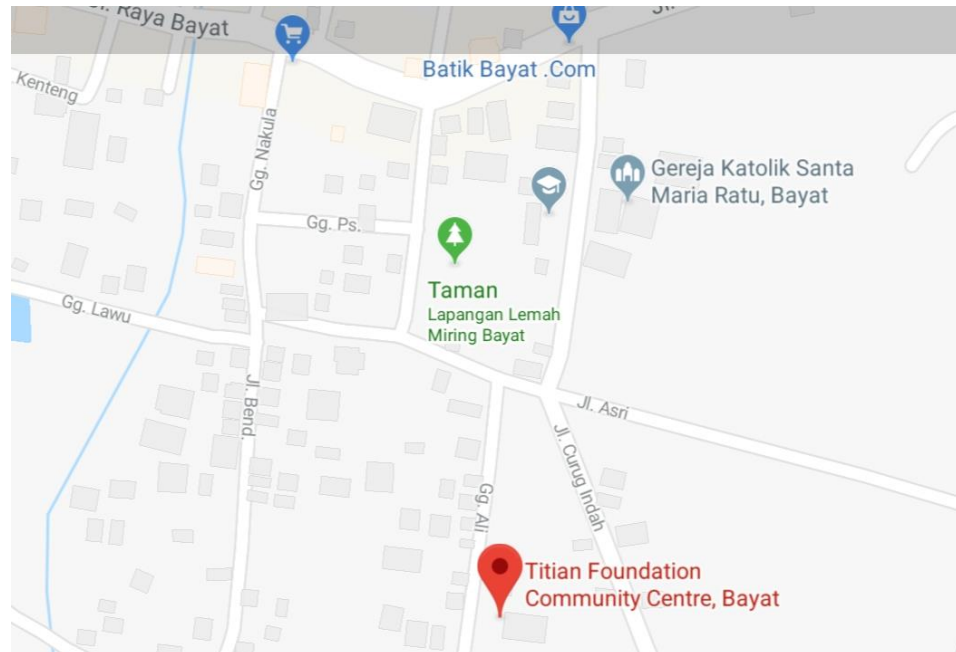 Raya Bayat
Batik Bayat .Com
Kenteng
Gg. Nakula
Gereja Katolik Santa
Maria Ratu, Bayat
Gg. Ps.
Taman
Lapangan Lemah
Miring Bayat
Gg. Lawu
Jl. Bend.
Jl. Asri
Jl. Curug Indah
Gg. Ali
Titian Foundation
Community Centre, Bayat